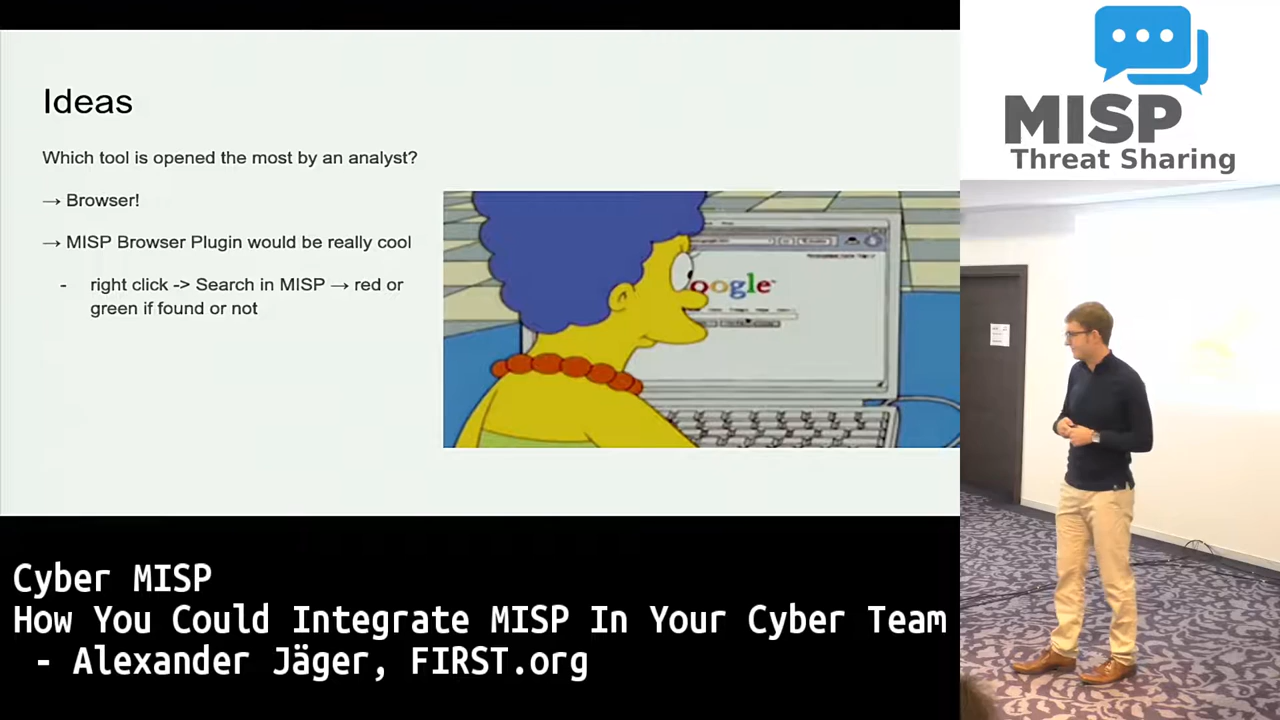 Ideas
Which tool is opened the most by an analyst?
→ Browser!
→ MISP Browser Plugin would be really cool
- right click -> Search in MISP → red or
green if found or not
Google
MISP
Threat Sharing
Cyber MISP
How You Could Integrate MISP In Your Cyber Team
- Alexander Jäger, FIRST.org